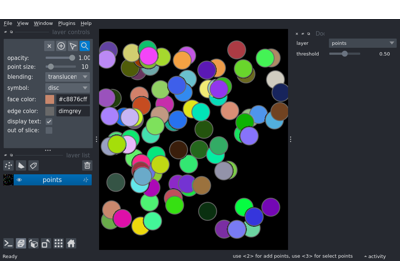 File View Window Plugins Help
layer controls
opacity: 1.00
point size: 10
blending: translucen
symbol: disc
face color: #c8876cff
edge color: dimgrey
display text:
out of slice:
layer list
points
layer points
threshold 0.50
Ready
use <2> for add points, use <3> for select points
activity